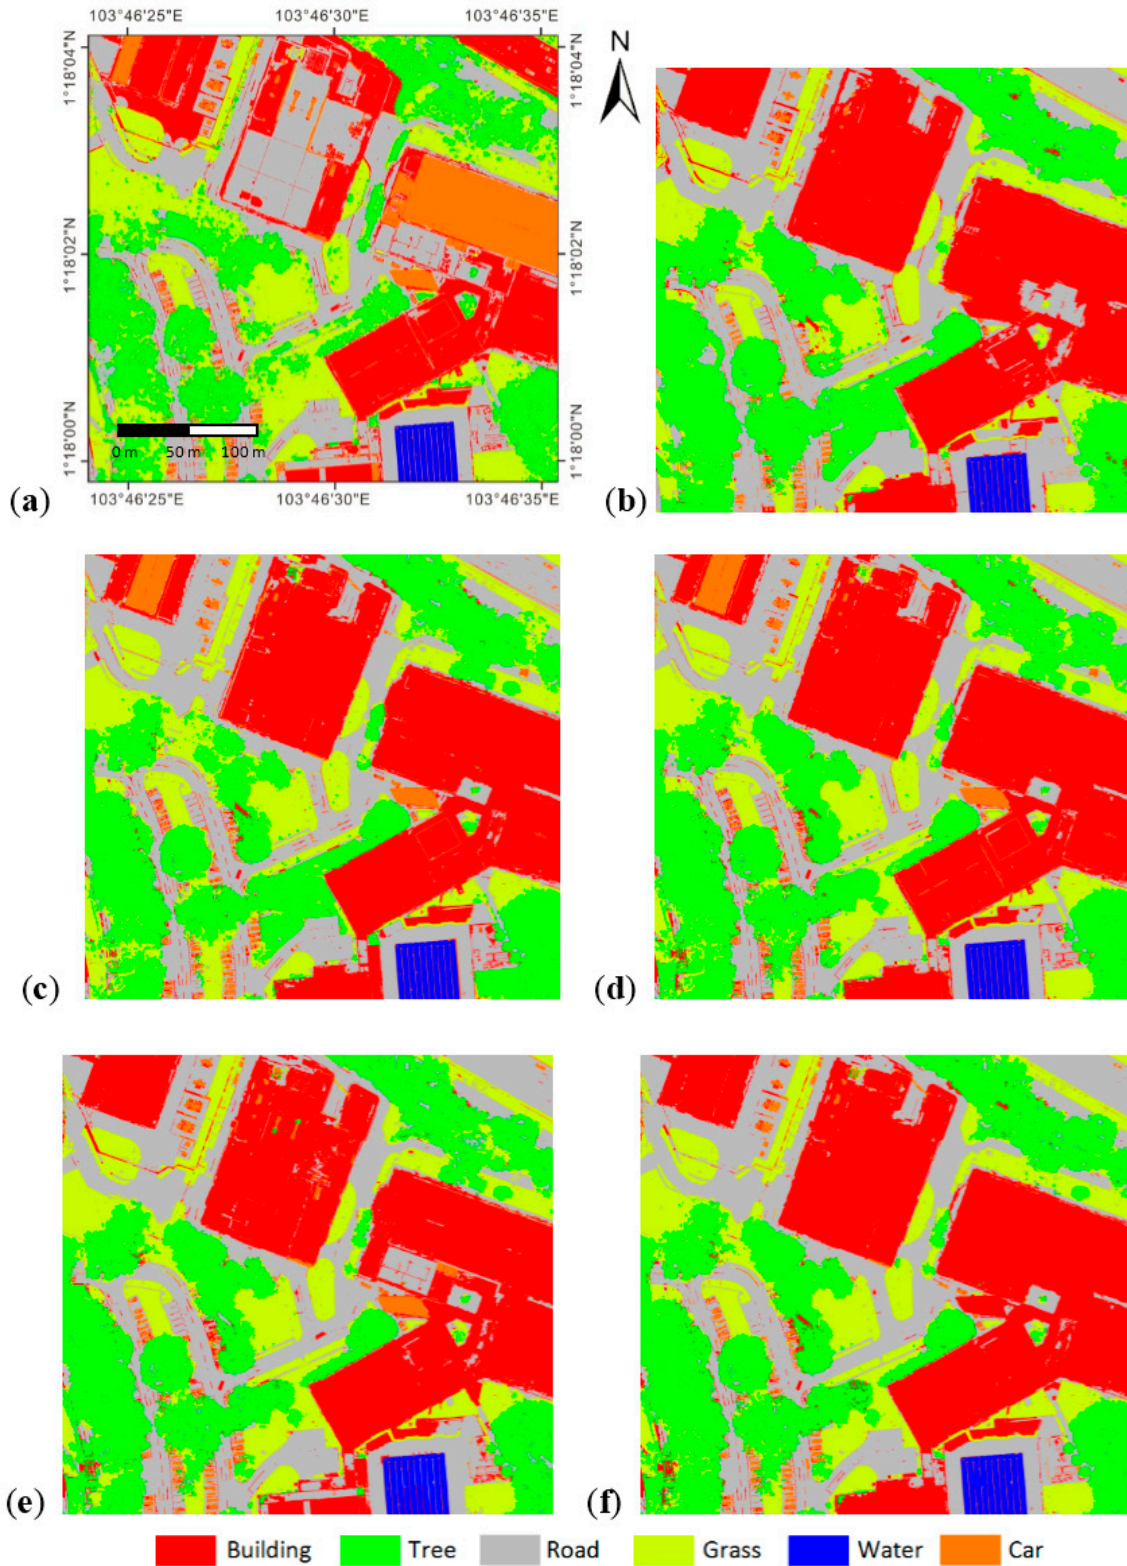 103°46'25"E 103°46'30"E 103°46'35"E
N
1°18'04"N 1°18'04"N
1°18'02"N 1°18'02"N
1°18'00"N 1°18'00"N
0 m 50 m 100 m
103°46'25"E 103°46'30"E 103°46'35"E
(a) (b)
(c) (d)
(e) (f)
Building Tree Road Grass Water Car